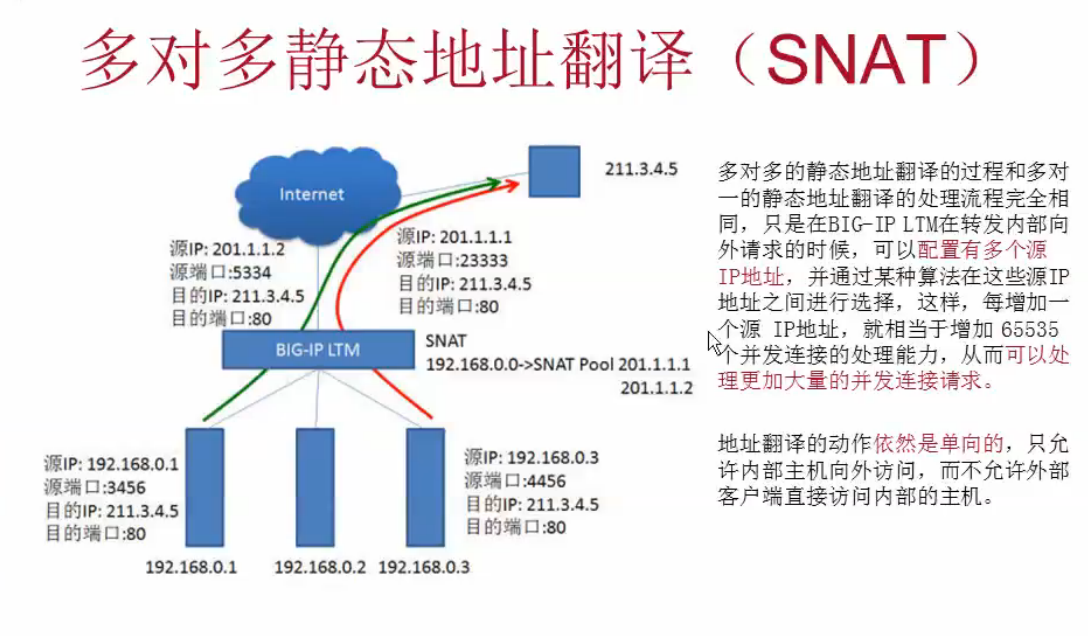 多对多静态地址翻译（SNAT）
Internet
211.3.4.5
源IP: 201.1.1.2
源端口:5334
目的IP: 211.3.4.5
目的端口:80
源IP: 201.1.1.1
源端口:23333
目的IP: 211.3.4.5
目的端口:80
BIG-IP LTM
SNAT
192.168.0.0->SNAT Pool 201.1.1.1
201.1.1.2
源IP: 192.168.0.1
源端口:3456
目的IP: 211.3.4.5
目的端口:80
源IP: 192.168.0.3
源端口:4456
目的IP: 211.3.4.5
目的端口:80
192.168.0.1
192.168.0.2
192.168.0.3
多对多的静态地址翻译的过程和多对
一的静态地址翻译的处理流程完全相
同，只是在BIG-IP LTM在转发内部向
外请求的时候，可以配置有多个源
IP地址，并通过某种算法在这些源IP
地址之间进行选择，这样，每增加一
个源 IP地址，就相当于增加 65535
个并发连接的处理能力，从而可以处
理更加大量的并发连接请求。
地址翻译的动作依然是单向的，只允
许内部主机向外访问，而不允许外部
客户端直接访问内部的主机。